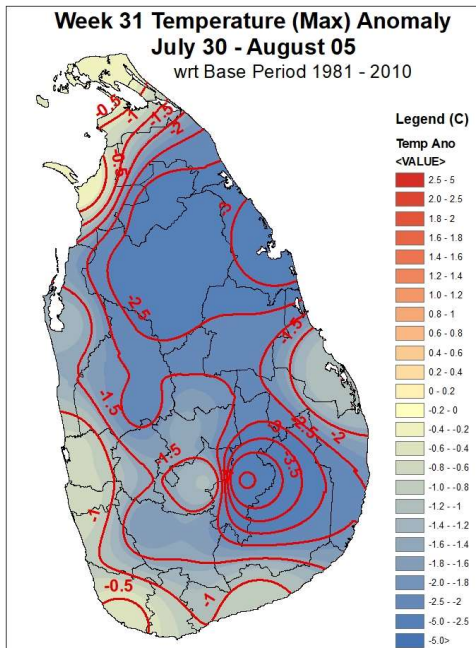 Week 31 Temperature (Max) Anomaly
July 30 - August 05
wrt Base Period 1981 - 2010
Legend (C)
Temp Ano
<VALUE>
2.5 - 5
2.0 - 2.5
1.8 - 2
1.6 - 1.8
1.4 - 1.6
1.2 - 1.4
1.0 - 1.2
0.8 - 1
0.6 - 0.8
0.4 - 0.6
0.2 - 0.4
0 - 0.2
-0.2 - 0
-0.4 - -0.2
-0.6 - -0.4
-0.8 - -0.6
-1.0 - -0.8
-1.2 - -1
-1.4 - -1.2
-1.6 - -1.4
-1.8 - -1.6
-2.0 - -1.8
-2.5 - -2
-5.0 - -2.5
-5.0>
-0.5
-1
-1.5
-2
-0.5
-3
-2.5
-1.5
-1.5
-2.5
-2
-1.5
-3
-3.5
-1
-0.5
-1